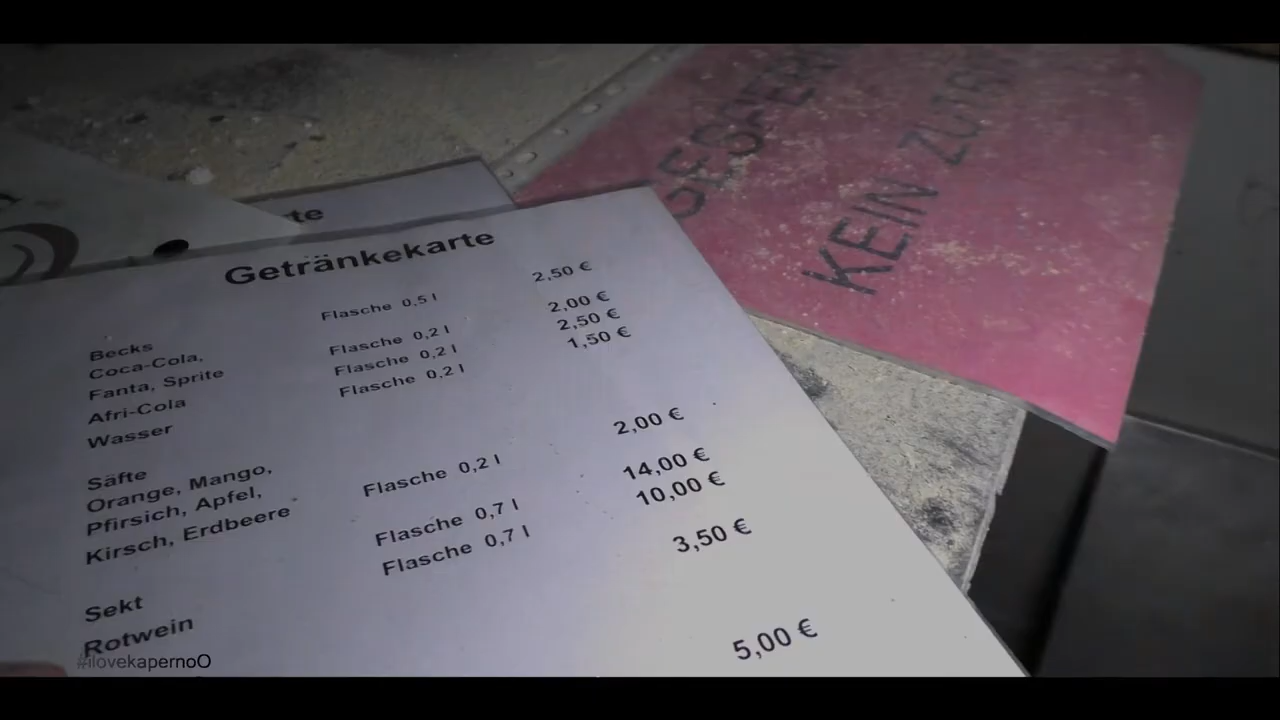 te
GESPERRT
KEIN ZUTR
Getränkekarte
Becks Flasche 0,5 l 2,50 €
Coca-Cola,
Fanta, Sprite Flasche 0,2 l 2,00 €
Afri-Cola Flasche 0,2 l 2,50 €
Wasser Flasche 0,2 l 1,50 €
Säfte
Orange, Mango,
Pfirsich, Apfel,
Kirsch, Erdbeere Flasche 0,2 l 2,00 €
Sekt Flasche 0,7 l 14,00 €
Rotwein Flasche 0,7 l 10,00 €
3,50 €
5,00 €
#ilovekapernoO